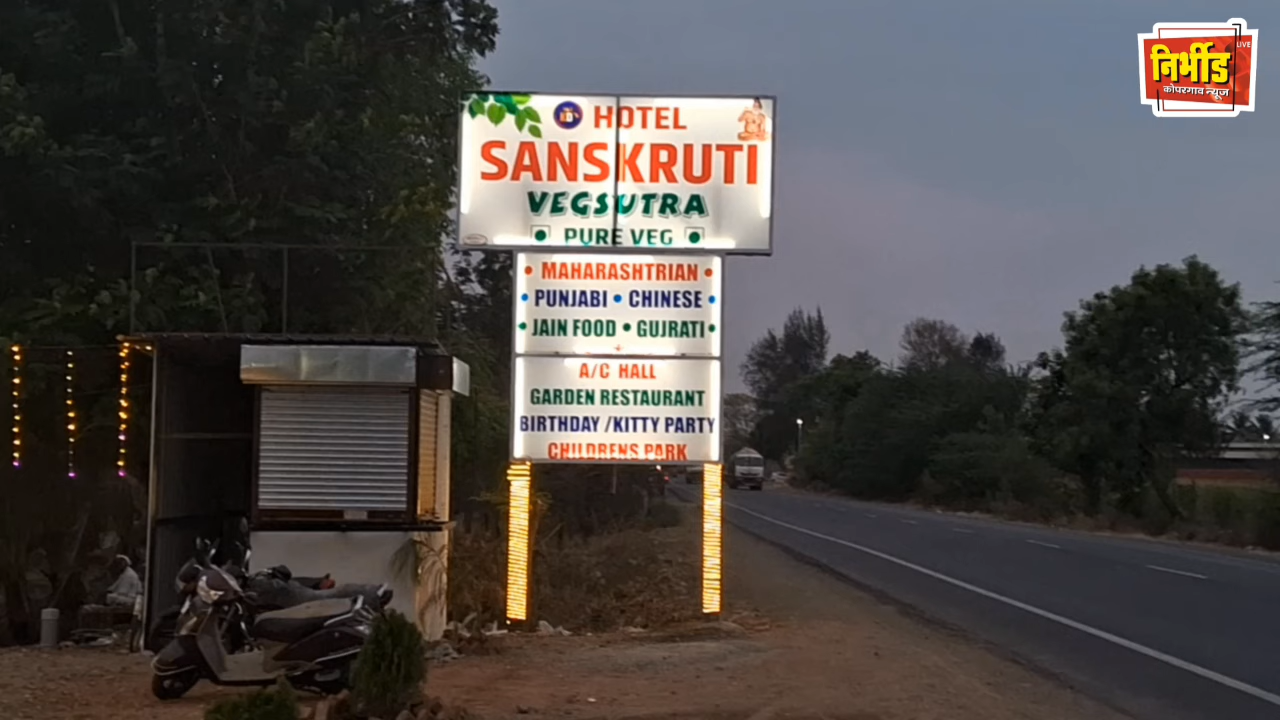 HOTEL
SANSKRUTI
VEGSUTRA
PURE VEG
• MAHARASHTRIAN •
• PUNJABI • CHINESE •
• JAIN FOOD • GUJRATI •
A/C HALL
GARDEN RESTAURANT
BIRTHDAY /KITTY PARTY
CHILDRENS PARK
LIVE
निर्भीड
कोपरगाव न्यूज